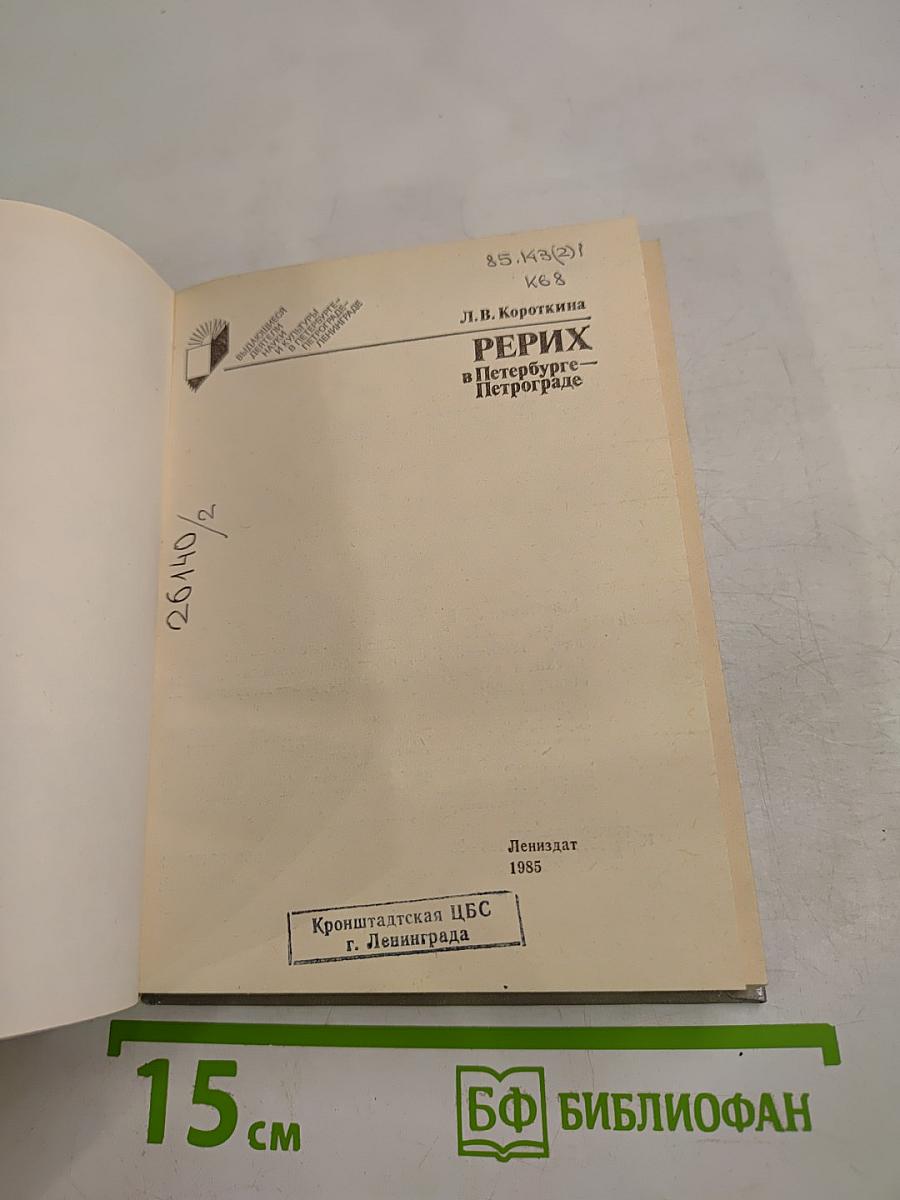 85.143(2)1
К68
Л. В. Короткина
ВЫДАЮЩИЕСЯ
ДЕЯТЕЛИ
НАУКИ
И КУЛЬТУРЫ
В ПЕТЕРБУРГЕ—
ПЕТРОГРАДЕ—
ЛЕНИНГРАДЕ
РЕРИХ
в Петербурге—
Петрограде
26140/2
Лениздат
1985
Кронштадтская ЦБС
г. Ленинграда
15 см
БФ БИБЛИОФАН